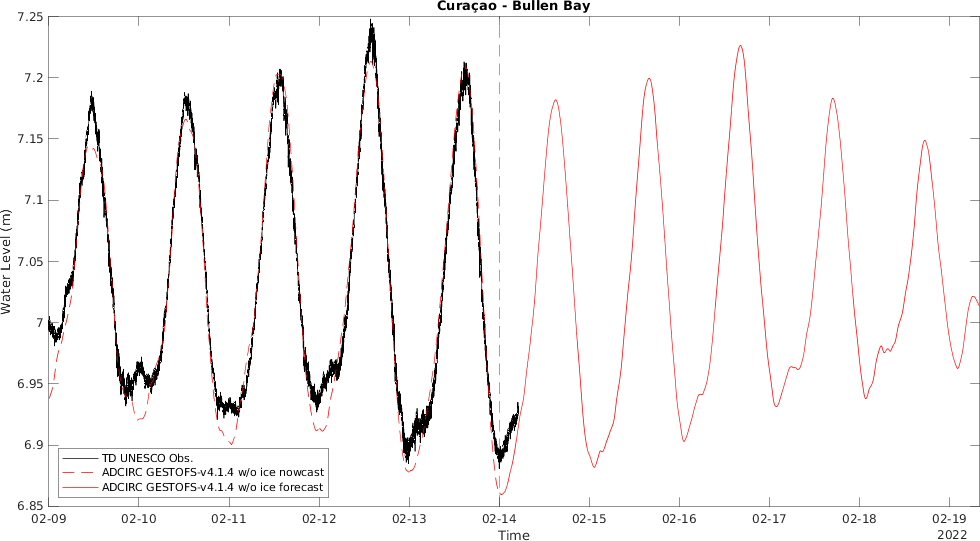 Curaçao - Bullen Bay
7.25
7.2
7.15
7.1
7.05
7
6.95
6.9
6.85
Water Level (m)
TD UNESCO Obs.
ADCIRC GESTOFS-v4.1.4 w/o ice nowcast
ADCIRC GESTOFS-v4.1.4 w/o ice forecast
02-09 02-10 02-11 02-12 02-13 02-14 02-15 02-16 02-17 02-18 02-19
Time
2022